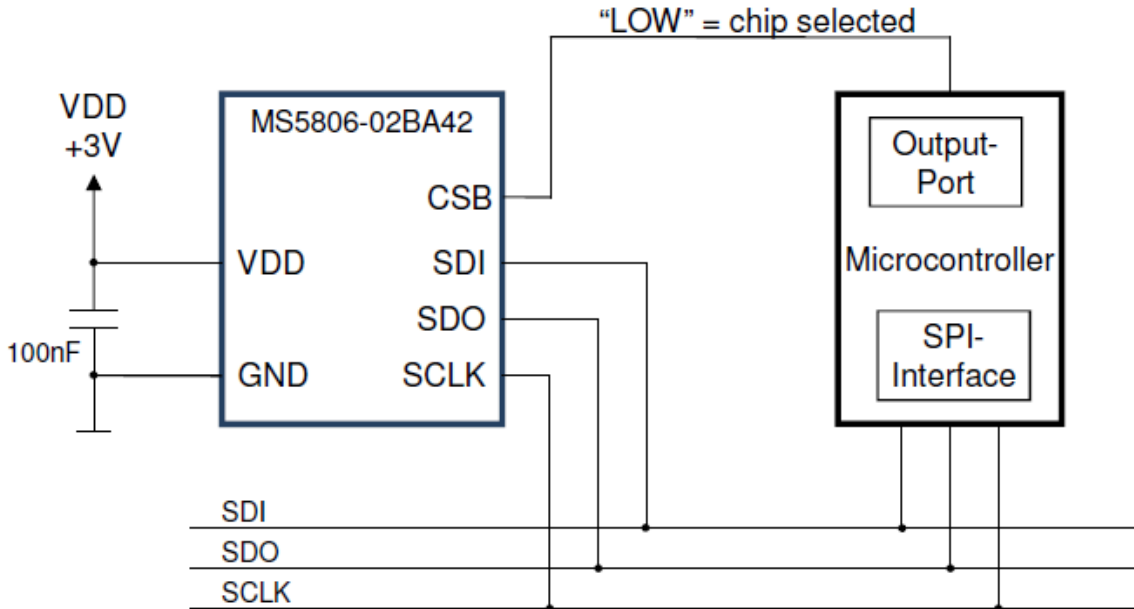 “LOW” = chip selected
VDD
+3V
MS5806-02BA42
CSB
VDD
SDI
SDO
GND
SCLK
100nF
Output-
Port
Microcontroller
SPI-
Interface
SDI
SDO
SCLK